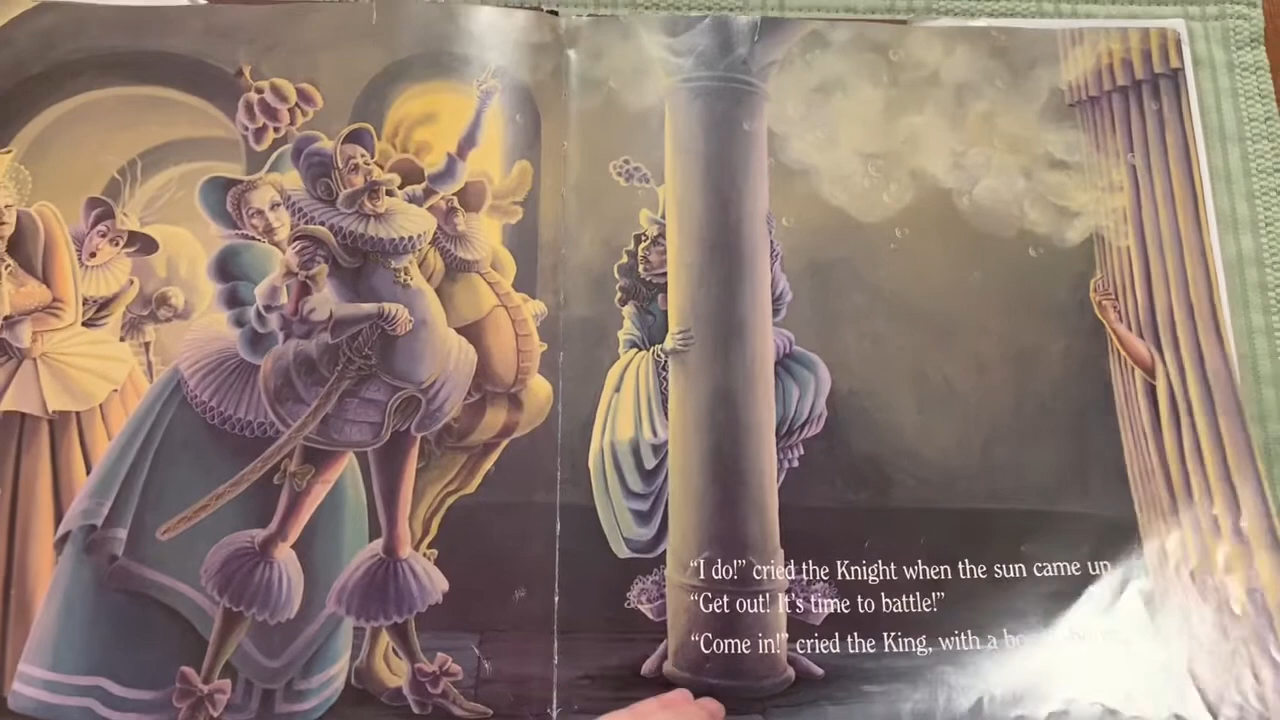 “I do!” cried the Knight when the sun came up.
“Get out! It’s time to battle!”
“Come in!” cried the King, with a